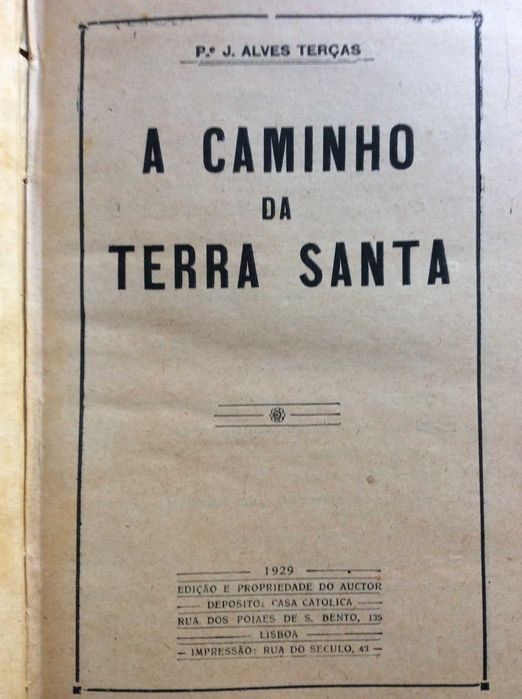 P.e J. ALVES TERÇAS
A CAMINHO
DA
TERRA SANTA
1929
EDIÇÃO E PROPRIEDADE DO AUCTOR
DEPOSITO: CASA CATOLICA
RUA DOS POIAES DE S. BENTO, 135
LISBOA
IMPRESSÃO: RUA DO SECULO, 43